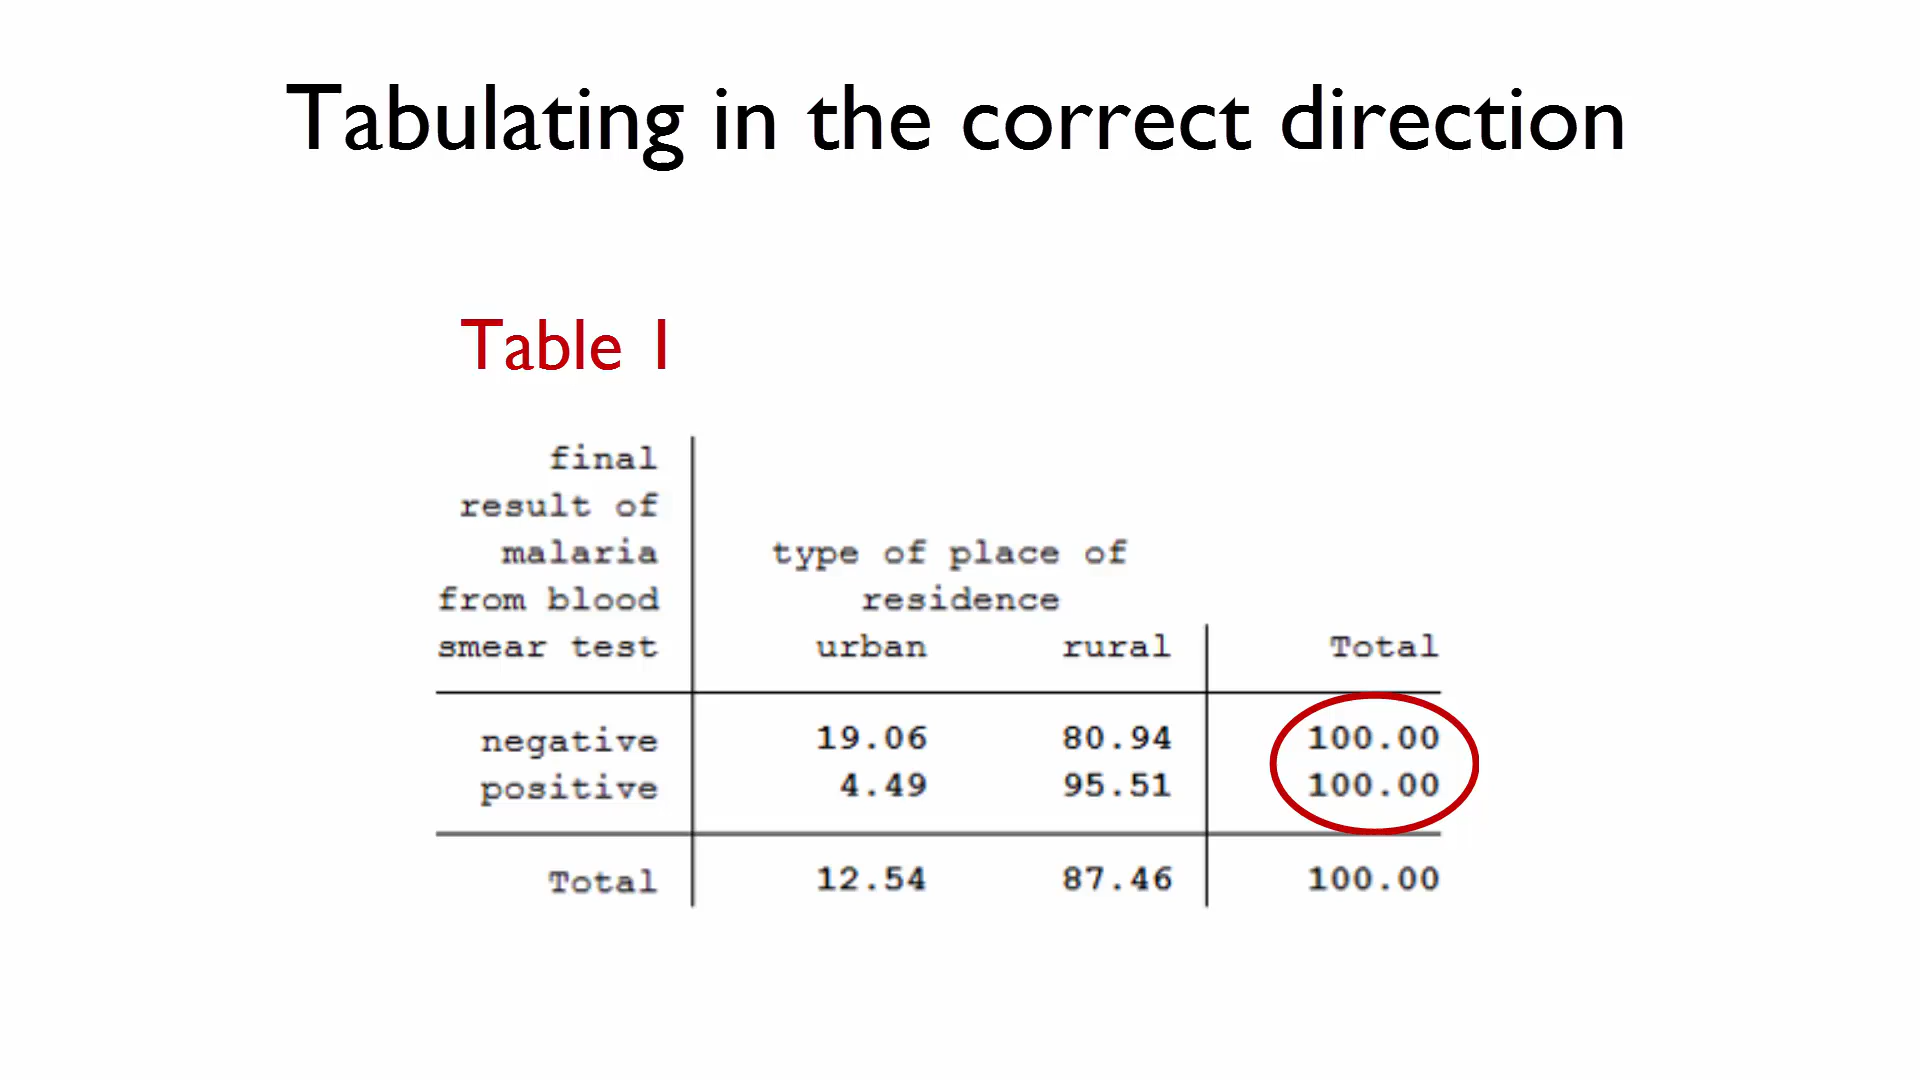 Tabulating in the correct direction
Table 1
final
result of
malaria type of place of
from blood residence
smear test urban rural Total
negative 19.06 80.94 100.00
positive 4.49 95.51 100.00
Total 12.54 87.46 100.00